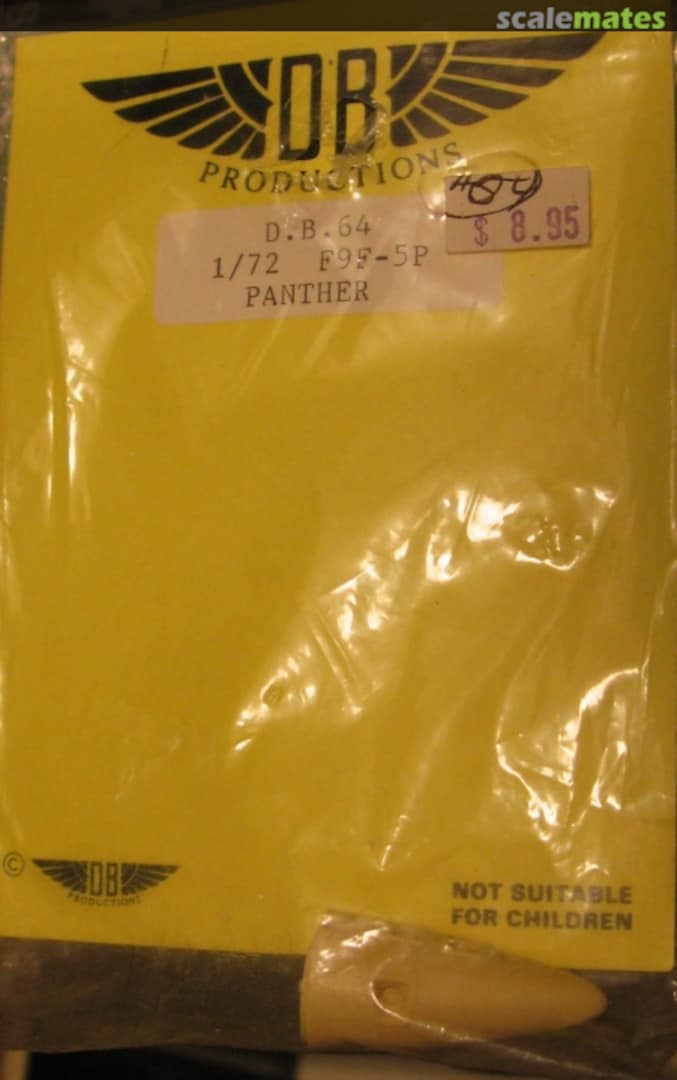 scalemates
DB
PRODUCTIONS
$ 8.95
D.B.64
1/72 F9F-5P
PANTHER
©
DB
PRODUCTIONS
NOT SUITABLE
FOR CHILDREN